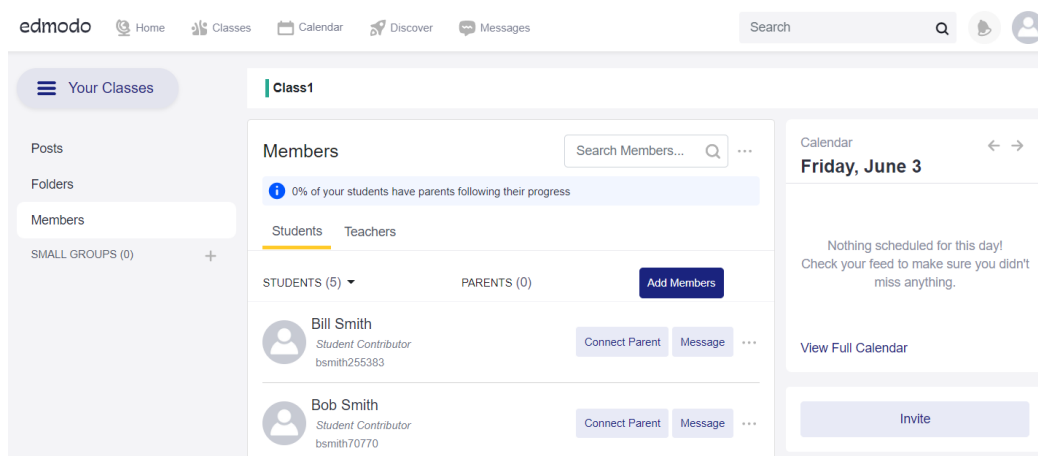 edmodo Home Classes Calendar Discover Messages Search
Your Classes
Class1
Posts
Folders
Members
SMALL GROUPS (0) +
Members
Search Members... ...
0% of your students have parents following their progress
Students Teachers
STUDENTS (5) PARENTS (0) Add Members
Bill Smith
Student Contributor
bsmith255383
Connect Parent Message ...
Bob Smith
Student Contributor
bsmith70770
Connect Parent Message ...
Calendar
Friday, June 3
Nothing scheduled for this day!
Check your feed to make sure you didn't
miss anything.
View Full Calendar
Invite